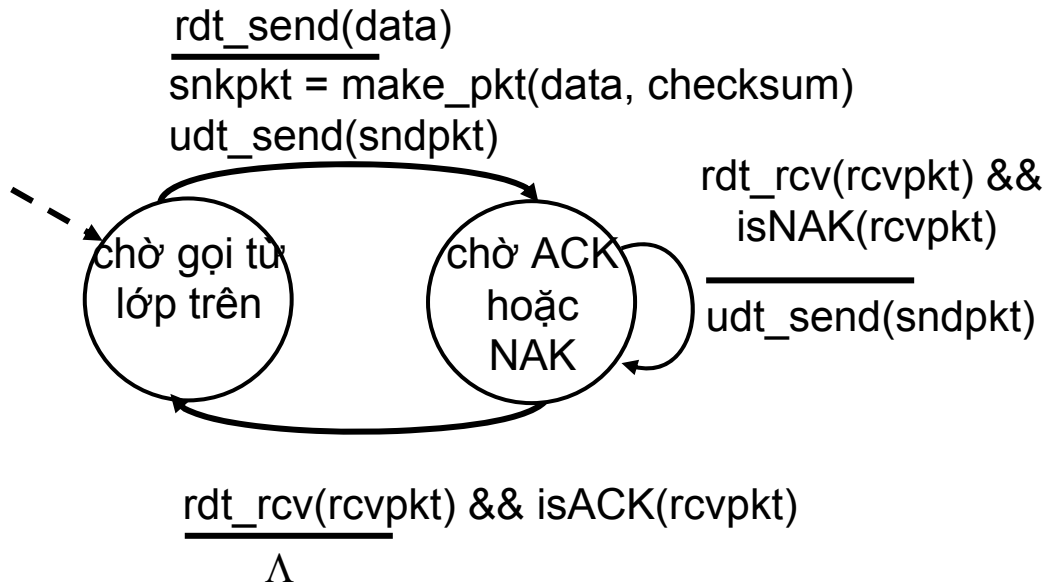 rdt_send(data)
snkpkt = make_pkt(data, checksum)
udt_send(sndpkt)
rdt_rcv(rcvpkt) &&
isNAK(rcvpkt)
udt_send(sndpkt)
chờ gọi từ
lớp trên
chờ ACK
hoặc
NAK
rdt_rcv(rcvpkt) && isACK(rcvpkt)
Λ